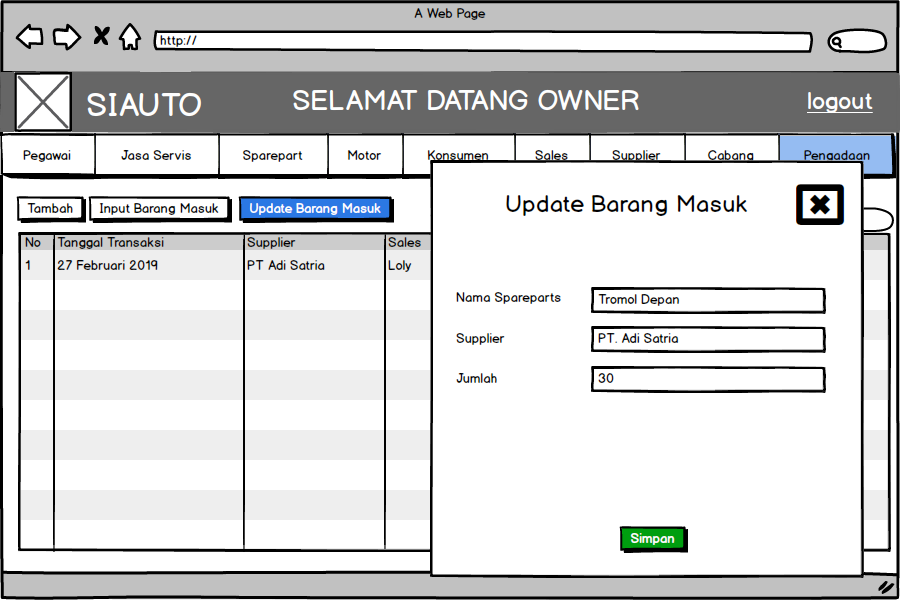 A Web Page
http://
SIAUTO
SELAMAT DATANG OWNER
logout
Pegawai
Jasa Servis
Sparepart
Motor
Konsumen
Sales
Supplier
Cabang
Pengadaan
Tambah
Input Barang Masuk
Update Barang Masuk
No Tanggal Transaksi Supplier Sales
1 27 Februari 2019 PT Adi Satria Loly
Update Barang Masuk
Nama Spareparts Tromol Depan
Supplier PT. Adi Satria
Jumlah 30
Simpan